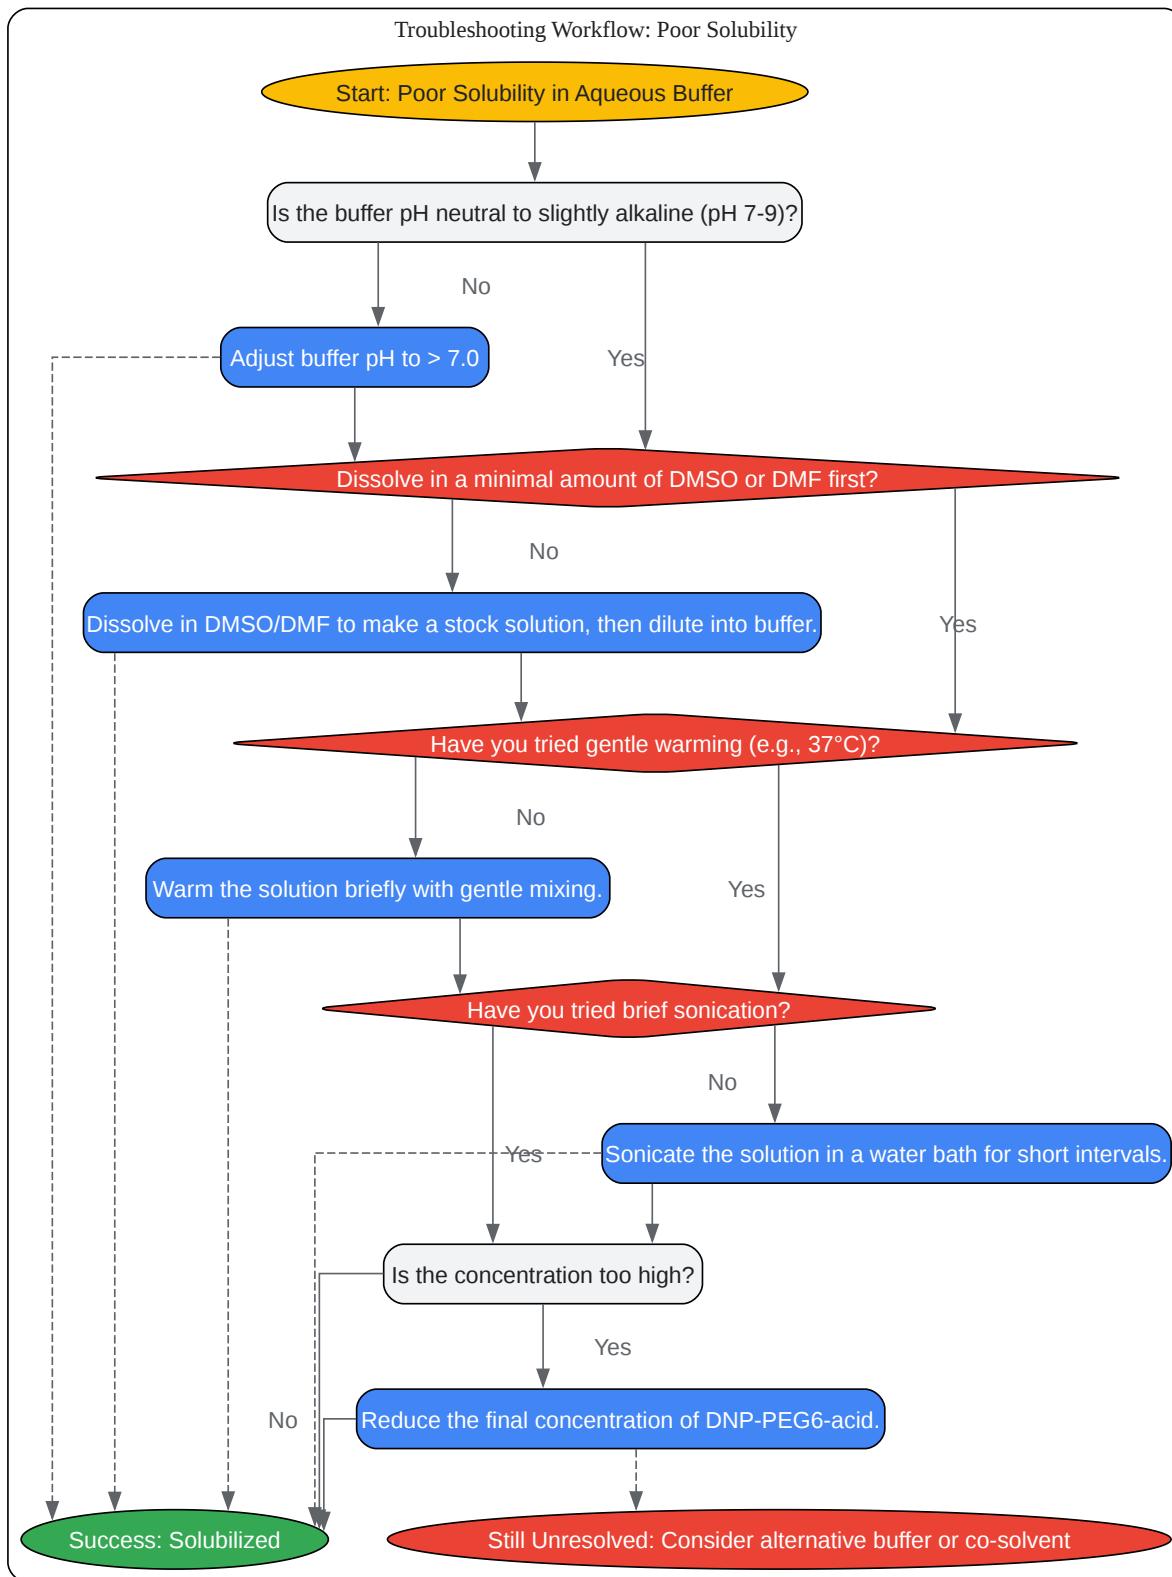 Troubleshooting Workflow: Poor Solubility
Start: Poor Solubility in Aqueous Buffer
Is the buffer pH neutral to slightly alkaline (pH 7-9)?
No
Adjust buffer pH to > 7.0
Yes
Dissolve in a minimal amount of DMSO or DMF first?
No
Dissolve in DMSO/DMF to make a stock solution, then dilute into buffer.
Yes
Have you tried gentle warming (e.g., 37°C)?
No
Warm the solution briefly with gentle mixing.
Yes
Have you tried brief sonication?
No
Yes
Sonicate the solution in a water bath for short intervals.
Is the concentration too high?
Yes
No
Reduce the final concentration of DNP-PEG6-acid.
Success: Solubilized
Still Unresolved: Consider alternative buffer or co-solvent